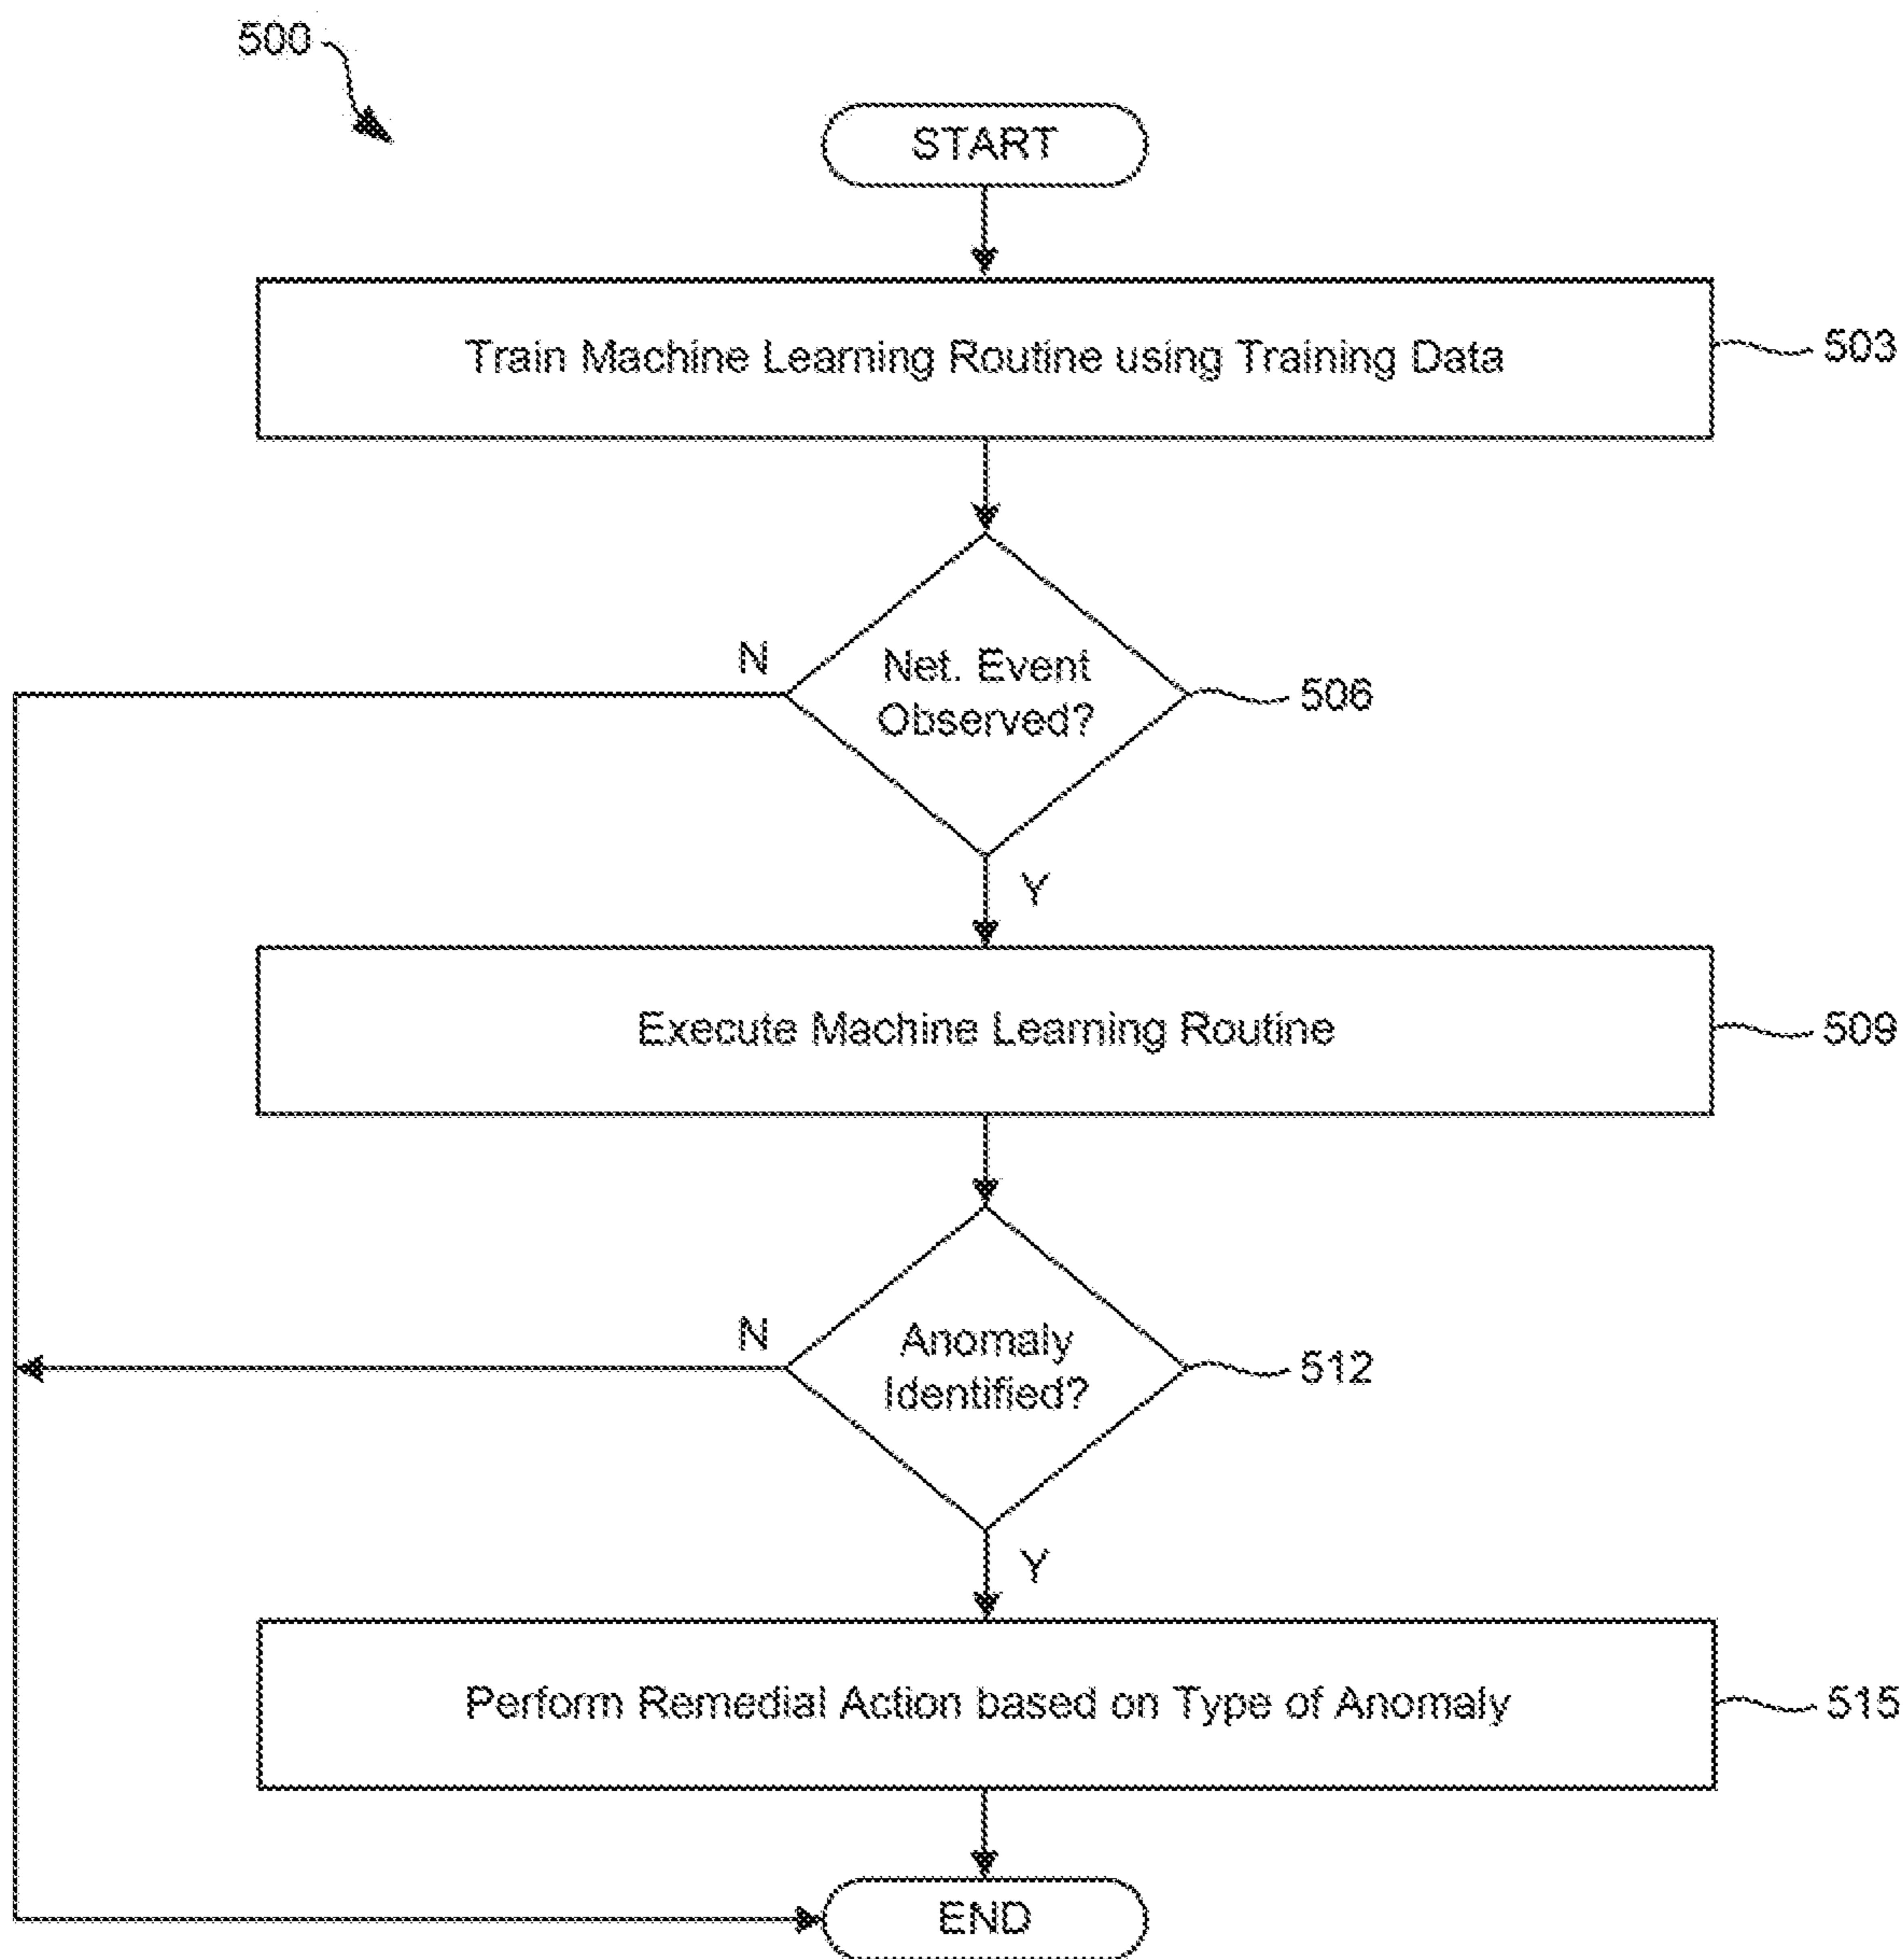 500
START
Train Machine Learning Routine using Training Data
503
N
Net. Event
Observed?
506
Y
Execute Machine Learning Routine
509
N
Anomaly
Identified?
512
Y
Perform Remedial Action based on Type of Anomaly
515
END